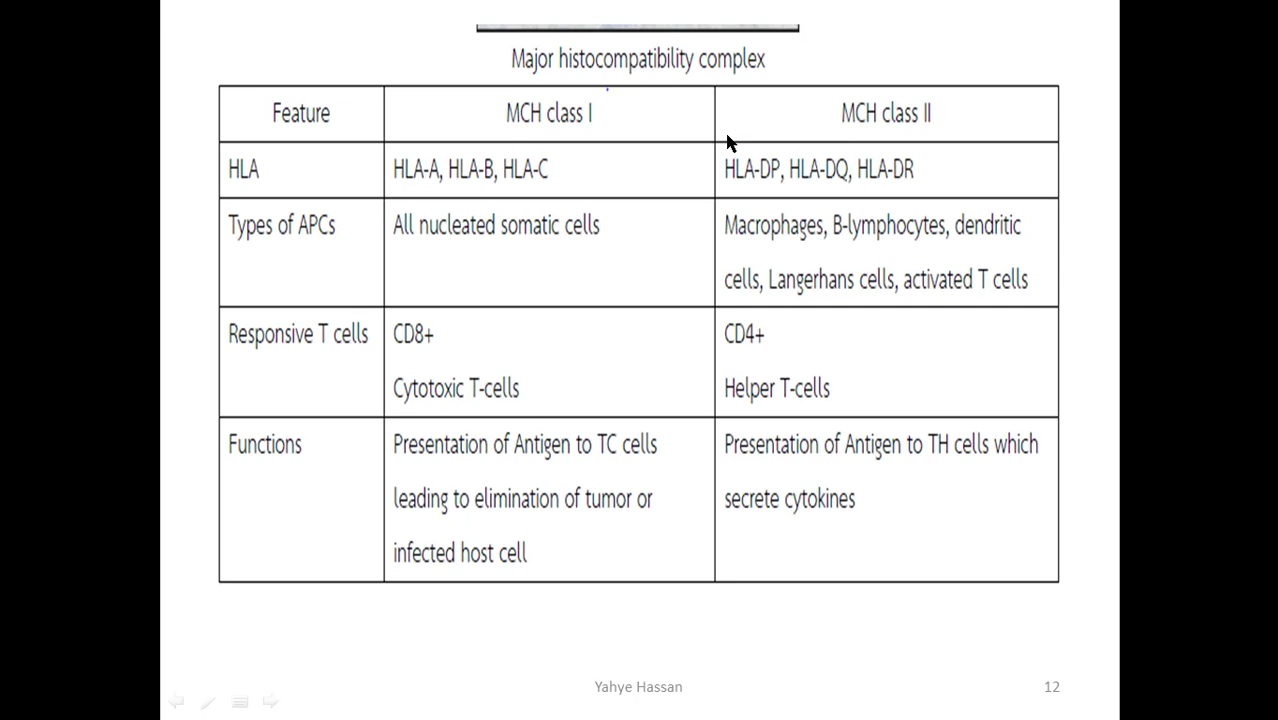 Major histocompatibility complex
Feature
MCH class I
MCH class II
HLA
HLA-A, HLA-B, HLA-C
HLA-DP, HLA-DQ, HLA-DR
Types of APCs
All nucleated somatic cells
Macrophages, B-lymphocytes, dendritic
cells, Langerhans cells, activated T cells
Responsive T cells
CD8+
Cytotoxic T-cells
CD4+
Helper T-cells
Functions
Presentation of Antigen to TC cells
leading to elimination of tumor or
infected host cell
Presentation of Antigen to TH cells which
secrete cytokines
Yahye Hassan
12